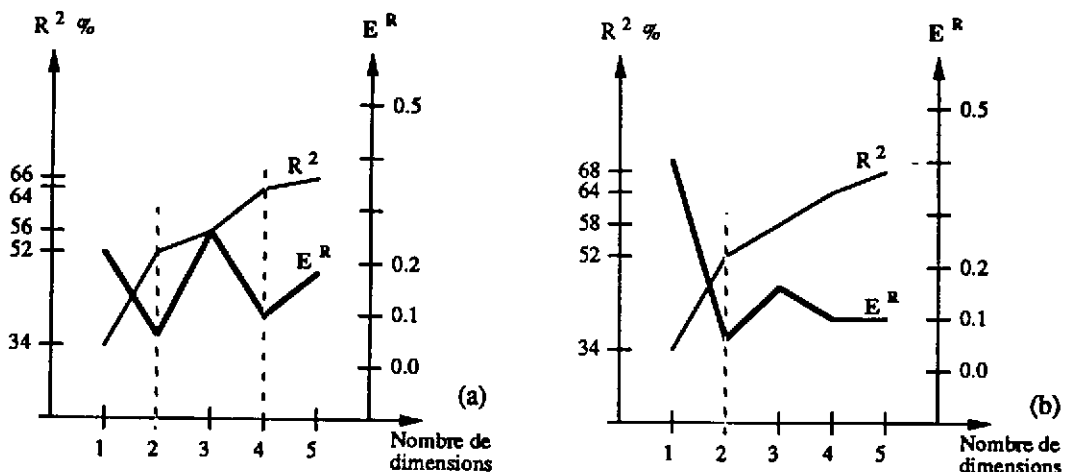 R² %
E^R
0.5
66
64
56
52
34
R²
E^R
0.2
0.1
0.0
(a)
1 2 3 4 5
Nombre de
dimensions
R² %
E^R
0.5
68
64
58
52
34
R²
E^R
0.2
0.1
0.0
(b)
1 2 3 4 5
Nombre de
dimensions